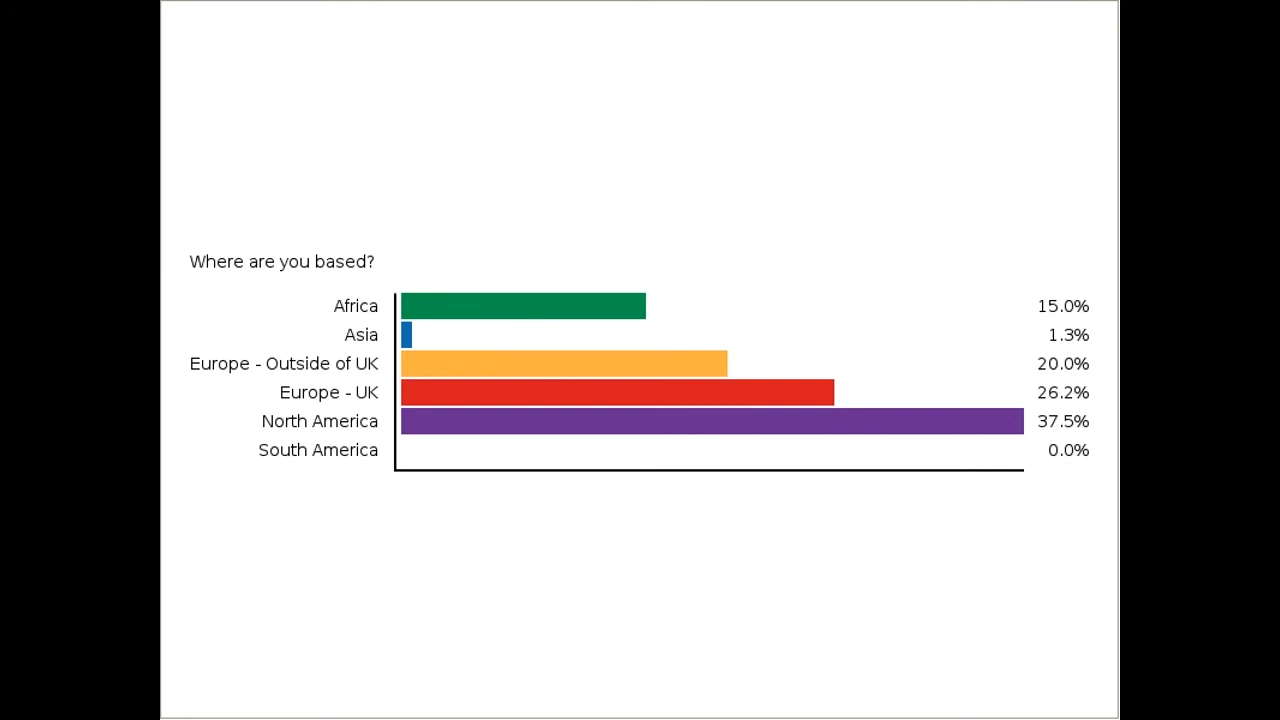 Where are you based?
Africa 15.0%
Asia 1.3%
Europe - Outside of UK 20.0%
Europe - UK 26.2%
North America 37.5%
South America 0.0%